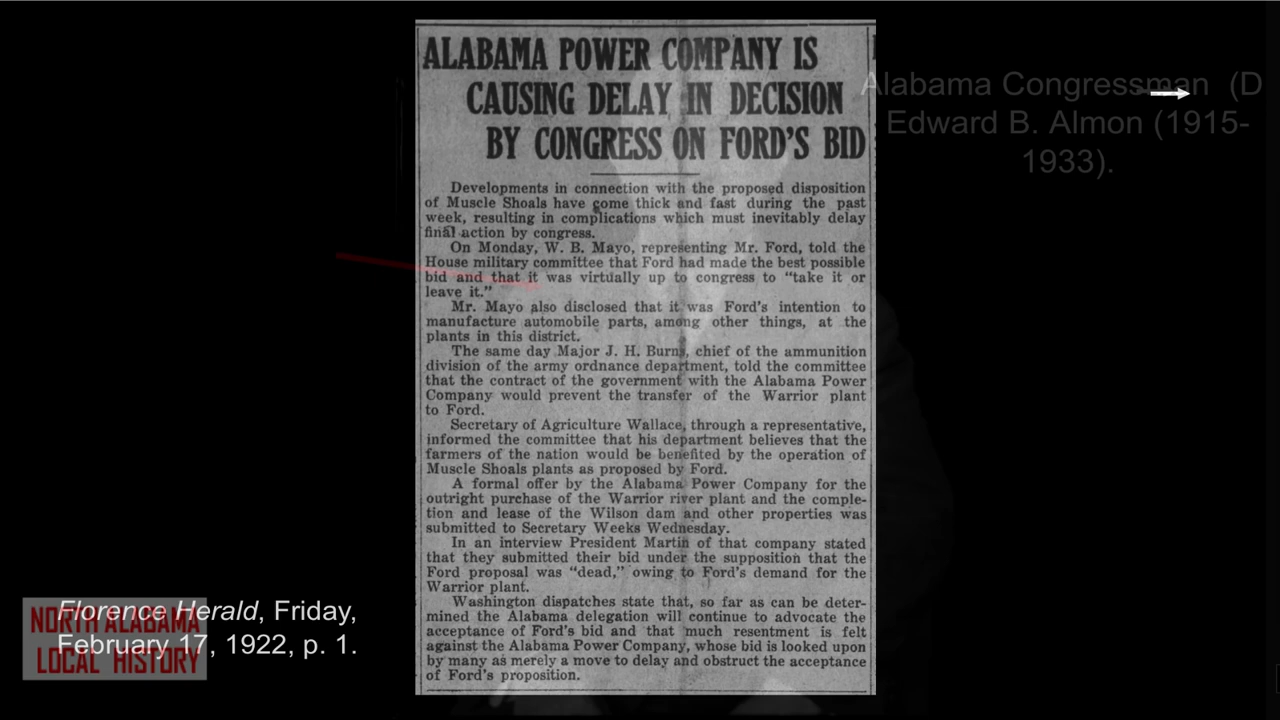 ALABAMA POWER COMPANY IS
CAUSING DELAY IN DECISION
BY CONGRESS ON FORD'S BID
Developments in connection with the proposed disposition
of Muscle Shoals have come thick and fast during the past
week, resulting in complications which must inevitably delay
final action by congress.
On Monday, W. B. Mayo, representing Mr. Ford, told the
House military committee that Ford had made the best possible
bid and that it was virtually up to congress to "take it or
leave it."
Mr. Mayo also disclosed that it was Ford's intention to
manufacture automobile parts, among other things, at the
plants in this district.
The same day Major J. H. Burns, chief of the ammunition
division of the army ordnance department, told the committee
that the contract of the government with the Alabama Power
Company would prevent the transfer of the Warrior plant
to Ford.
Secretary of Agriculture Wallace, through a representative,
informed the committee that his department believes that the
farmers of the nation would be benefited by the operation of
Muscle Shoals plants as proposed by Ford.
A formal offer by the Alabama Power Company for the
outright purchase of the Warrior river plant and the comple-
tion and lease of the Wilson dam and other properties was
submitted to Secretary Weeks Wednesday.
In an interview President Martin of that company stated
that they submitted their bid under the supposition that the
Ford proposal was "dead," owing to Ford's demand for the
Warrior plant.
Washington dispatches state that, so far as can be deter-
mined the Alabama delegation will continue to advocate the
acceptance of Ford's bid and that much resentment is felt
against the Alabama Power Company, whose bid is looked upon
by many as merely a move to delay and obstruct the acceptance
of Ford's proposition.
Alabama Congressman (D
Edward B. Almon (1915-
1933).
Florence Herald, Friday,
February 17, 1922, p. 1.
NORTH ALABAMA
LOCAL HISTORY